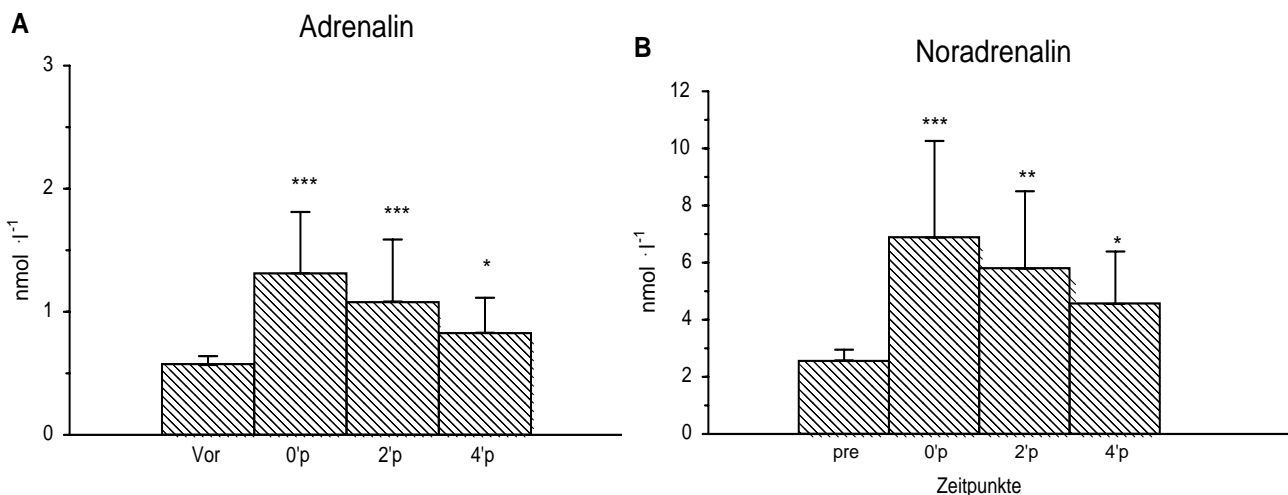 A
Adrenalin
3
2
1
0
nmol ·l-1
***
***
*
Vor 0'p 2'p 4'p
B
Noradrenalin
12
10
8
6
4
2
0
nmol ·l-1
***
**
*
pre 0'p 2'p 4'p
Zeitpunkte